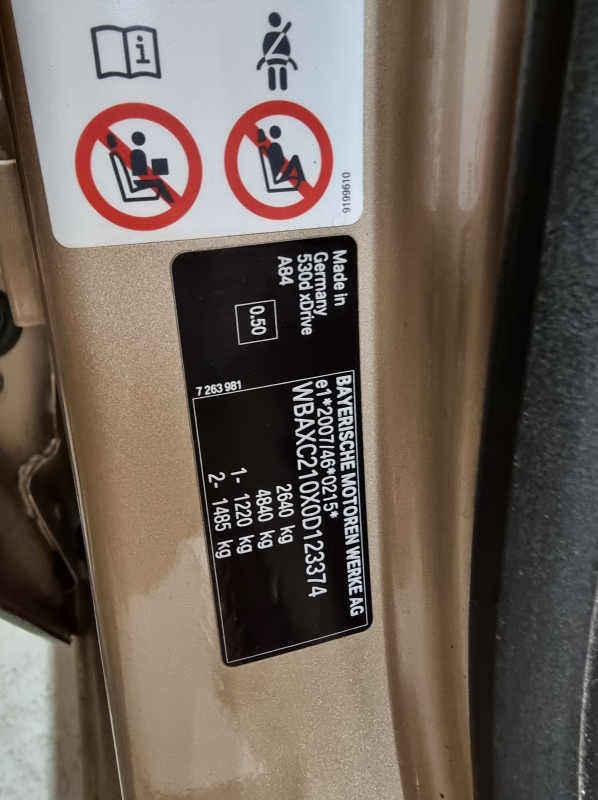 9199610
Made in
Germany
530d xDrive
A84
0.50
7 263 981
BAYERISCHE MOTOREN WERKE AG
e1*2007/46*0215*
WBAXC210X0D123374
2640 kg
4840 kg
1- 1220 kg
2- 1485 kg